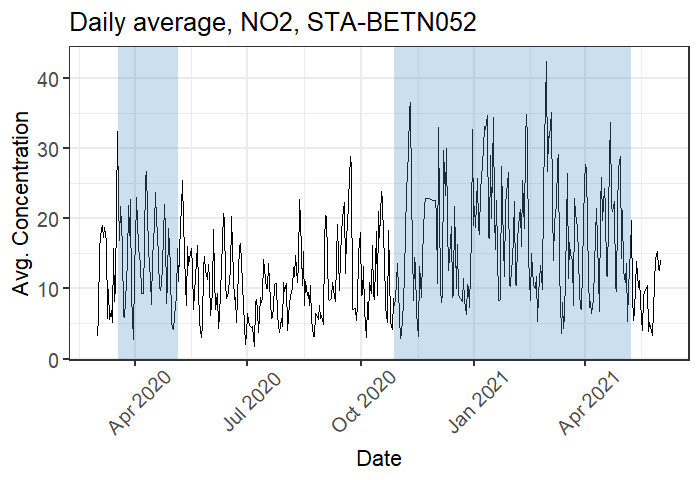 Daily average, NO2, STA-BETN052
Avg. Concentration
40
30
20
10
0
Apr 2020
Jul 2020
Oct 2020
Jan 2021
Apr 2021
Date